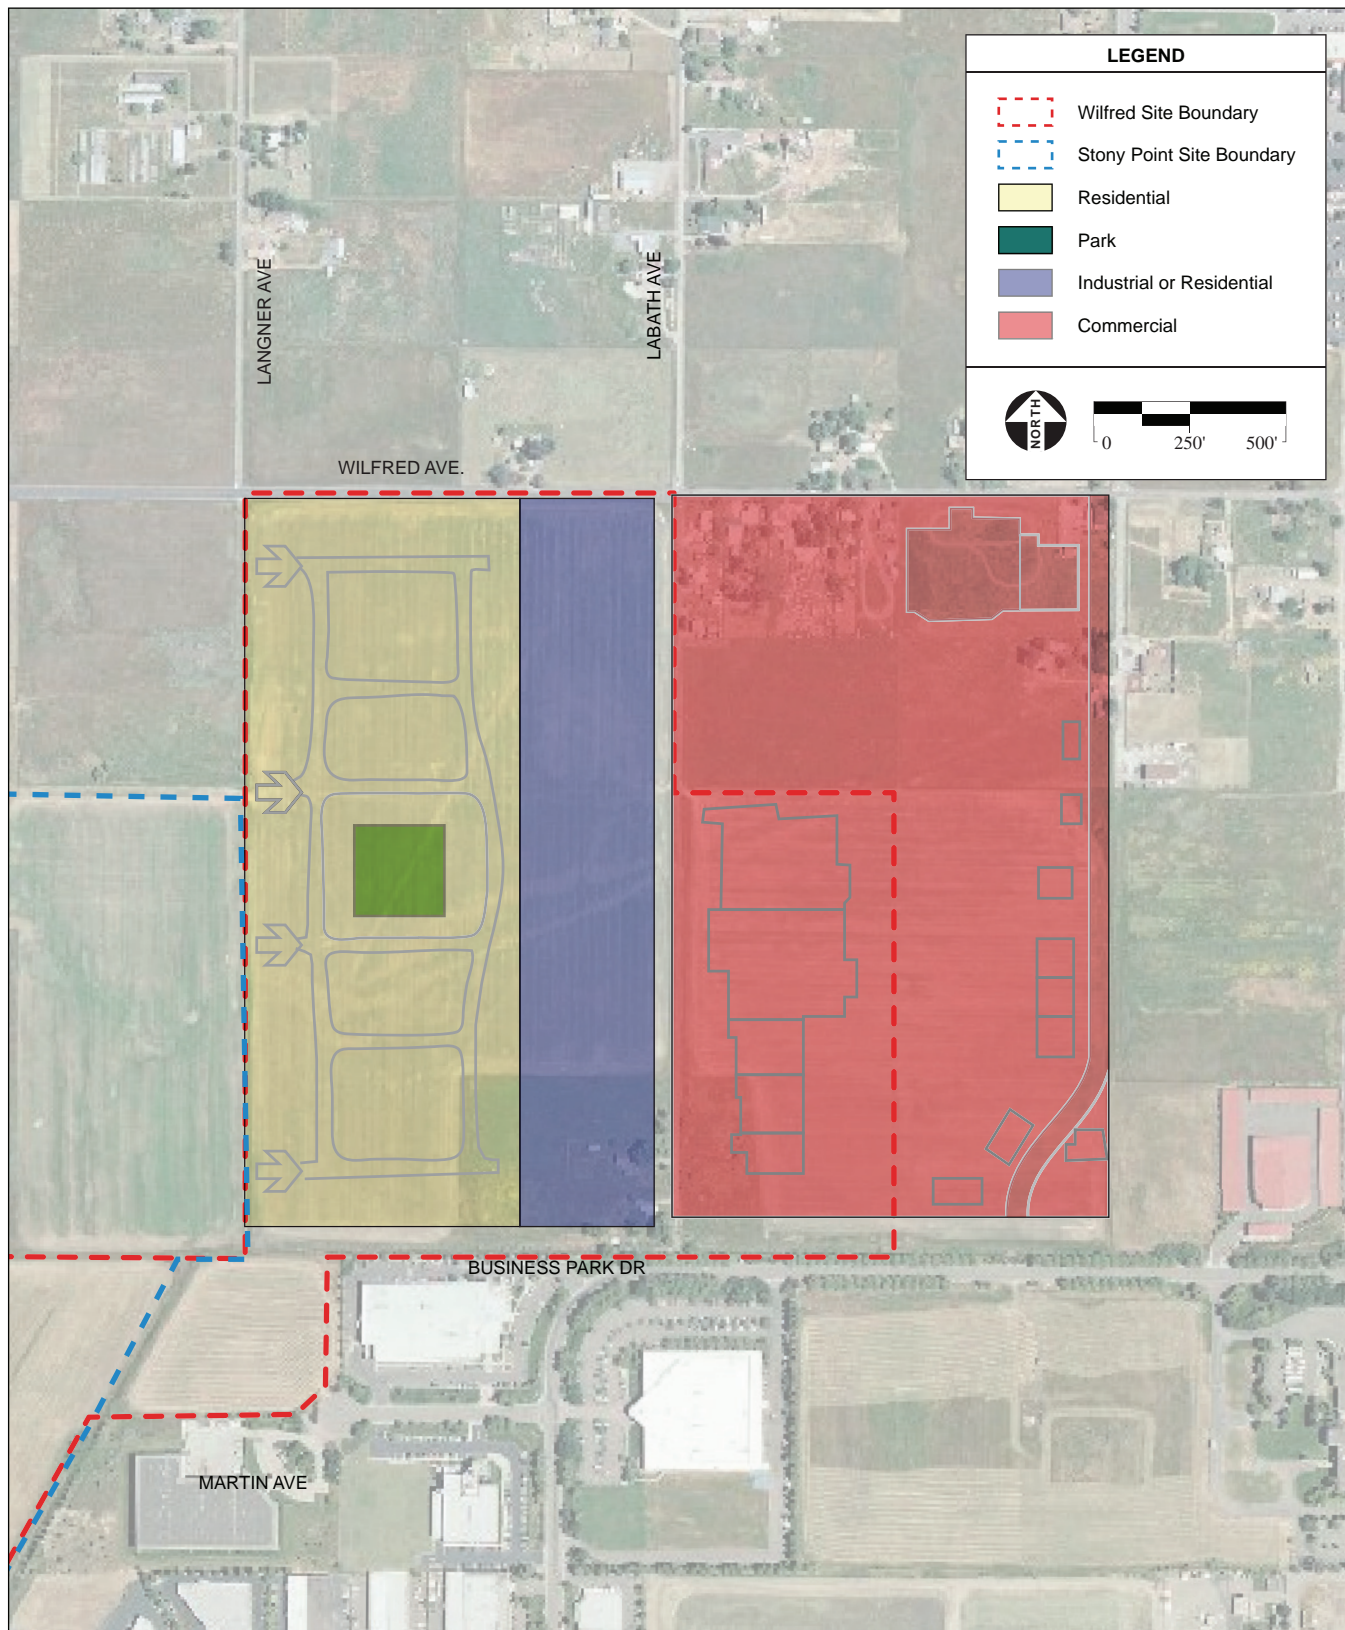 LEGEND
Wilfred Site Boundary
Stony Point Site Boundary
Residential
Park
Industrial or Residential
Commercial
NORTH
0 250' 500'
LANGNER AVE
LABATH AVE
WILFRED AVE.
BUSINESS PARK DR
MARTIN AVE